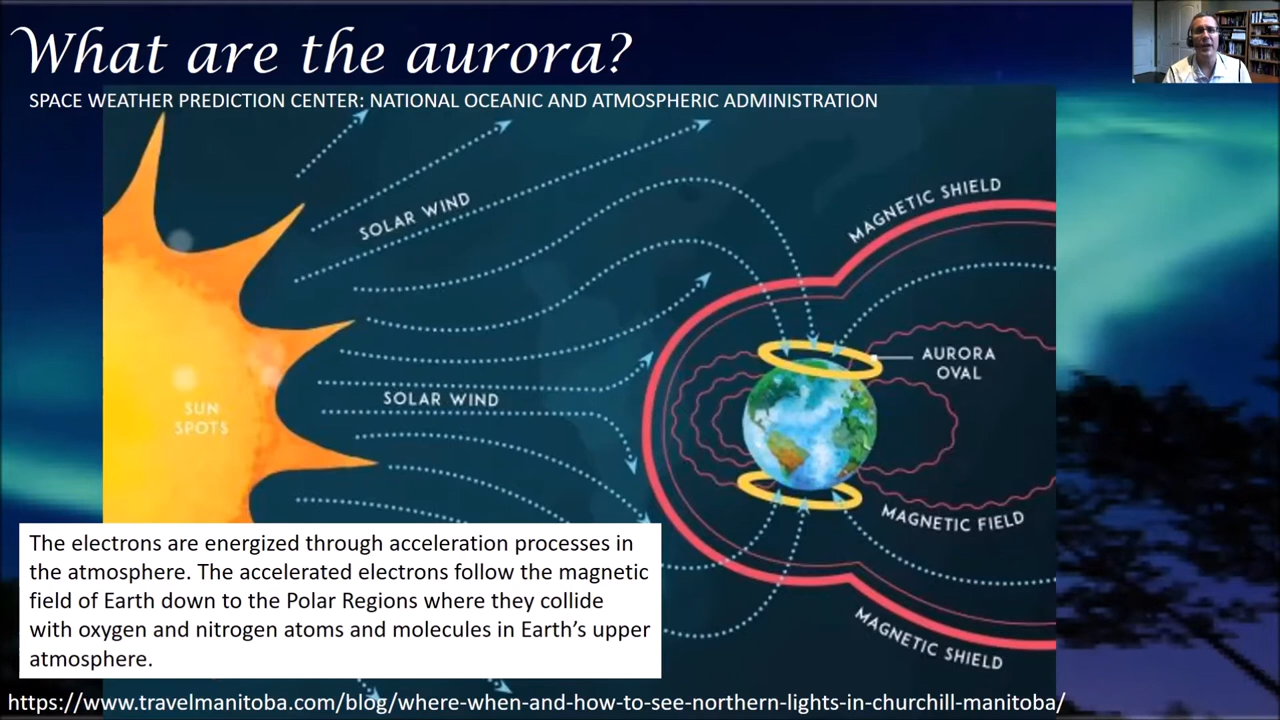 What are the aurora?
SPACE WEATHER PREDICTION CENTER: NATIONAL OCEANIC AND ATMOSPHERIC ADMINISTRATION
SOLAR WIND
MAGNETIC SHIELD
AURORA
OVAL
SOLAR WIND
SUN
SPOTS
MAGNETIC FIELD
The electrons are energized through acceleration processes in
the atmosphere. The accelerated electrons follow the magnetic
field of Earth down to the Polar Regions where they collide
with oxygen and nitrogen atoms and molecules in Earth’s upper
atmosphere.
MAGNETIC SHIELD
https://www.travelmanitoba.com/blog/where-when-and-how-to-see-northern-lights-in-churchill-manitoba/